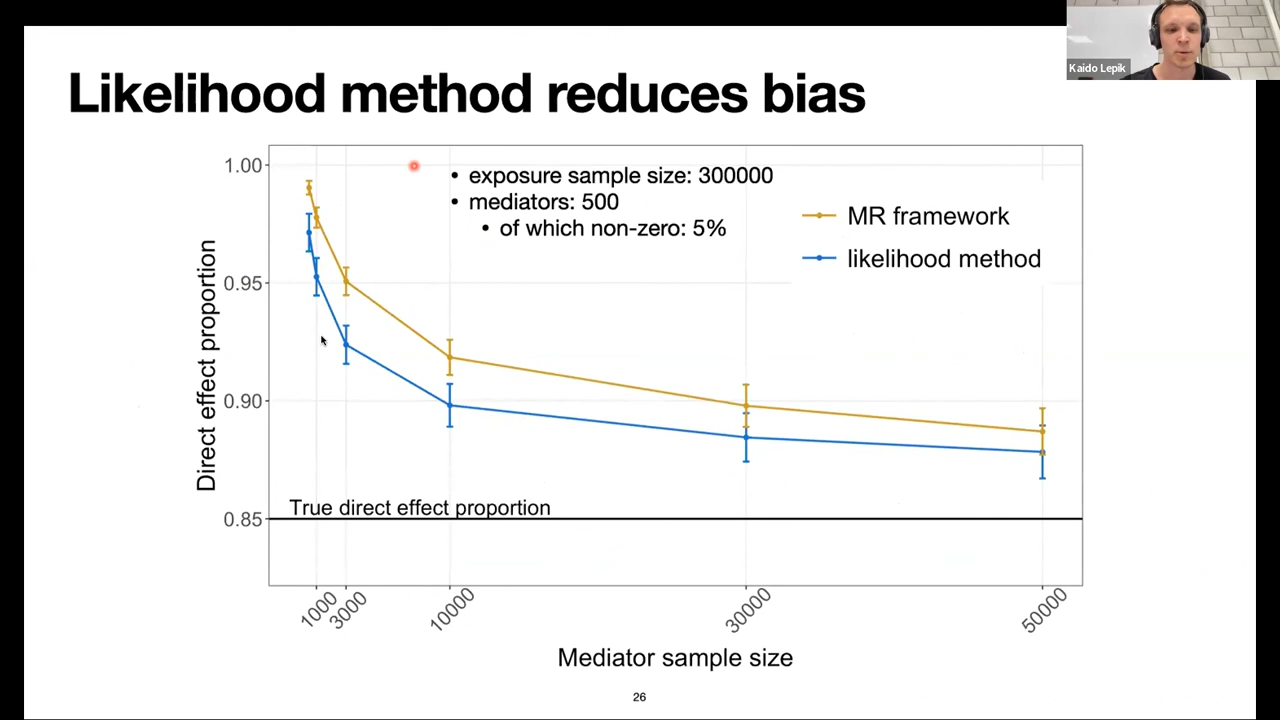 Kaido Lepik
Likelihood method reduces bias
1.00
0.95
0.90
0.85
Direct effect proportion
• exposure sample size: 300000
• mediators: 500
• of which non-zero: 5%
MR framework
likelihood method
True direct effect proportion
1000
3000
10000
30000
50000
Mediator sample size
26